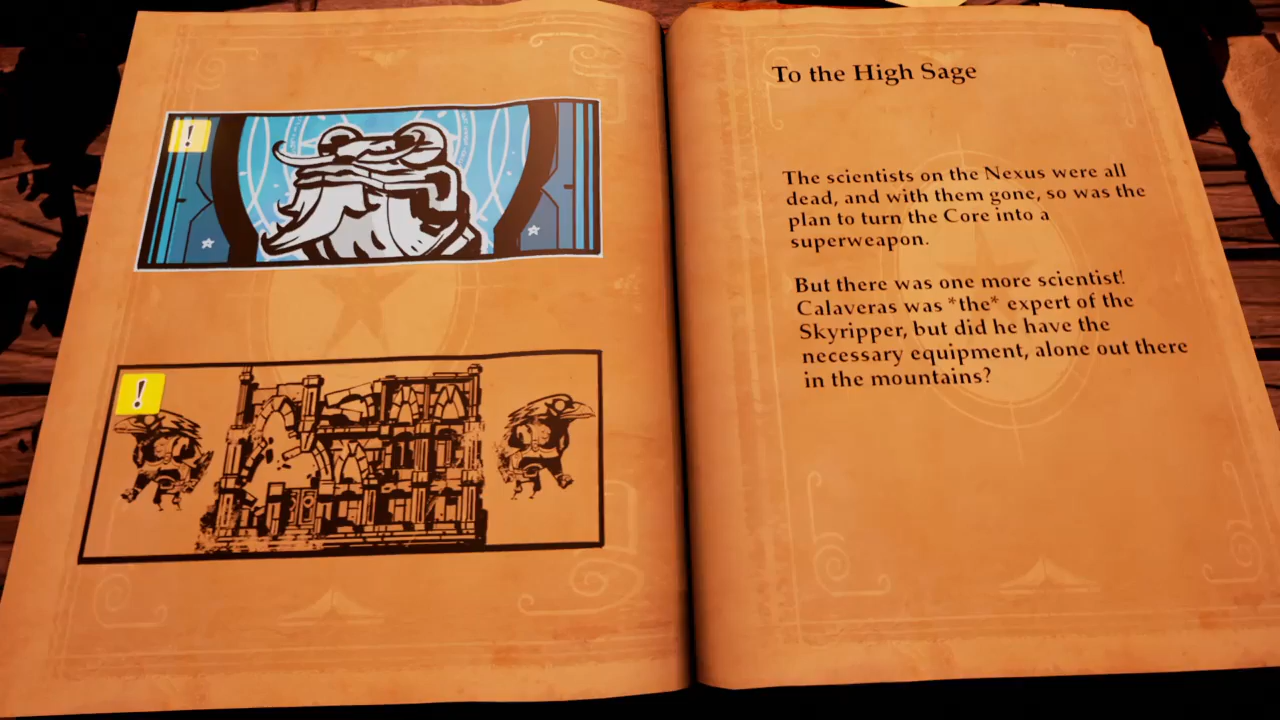 !
!
To the High Sage
The scientists on the Nexus were all
dead, and with them gone, so was the
plan to turn the Core into a
superweapon.
But there was one more scientist!
Calaveras was *the* expert of the
Skyripper, but did he have the
necessary equipment, alone out there
in the mountains?